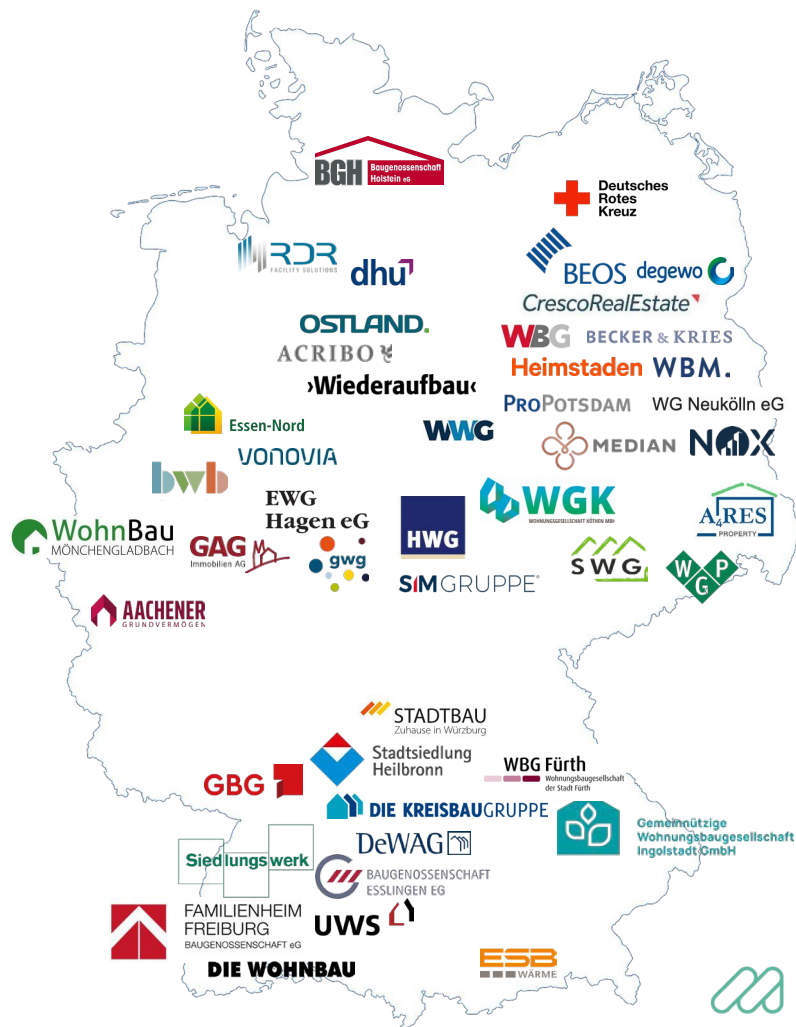 BGH Baugenossenschaft
Holstein eG
Deutsches
Rotes
Kreuz
RDR
FACILITY SOLUTIONS
dhu
BEOS
degewo
CrescoRealEstate
OSTLAND.
WBG
BECKER & KRIES
ACRIBO
Heimstaden
WBM.
›Wiederaufbau‹
PROPOTSDAM
WG Neukölln eG
Essen-Nord
WWG
MEDIAN
NOX
VONOVIA
bwb
EWG
Hagen eG
HWG
WGK
WOHNUNGSGESELLSCHAFT KÖTHEN MBH
A4RES
PROPERTY
WohnBau
MÖNCHENGLADBACH
GAG
Immobilien AG
gwg
SWG
WGP
SIMGRUPPE®
AACHENER
GRUNDVERMÖGEN
STADTBAU
Zuhause in Würzburg
Stadtsiedlung
Heilbronn
WBG Fürth
Wohnungsbaugesellschaft
der Stadt Fürth
GBG
DIE KREISBAUGRUPPE
Gemeinnützige
Wohnungsbaugesellschaft
Ingolstadt GmbH
DeWAG
Siedlungswerk
BAUGENOSSENSCHAFT
ESSLINGEN EG
FAMILIENHEIM
FREIBURG
BAUGENOSSENSCHAFT eG
UWS
DIE WOHNBAU
ESB
WÄRME